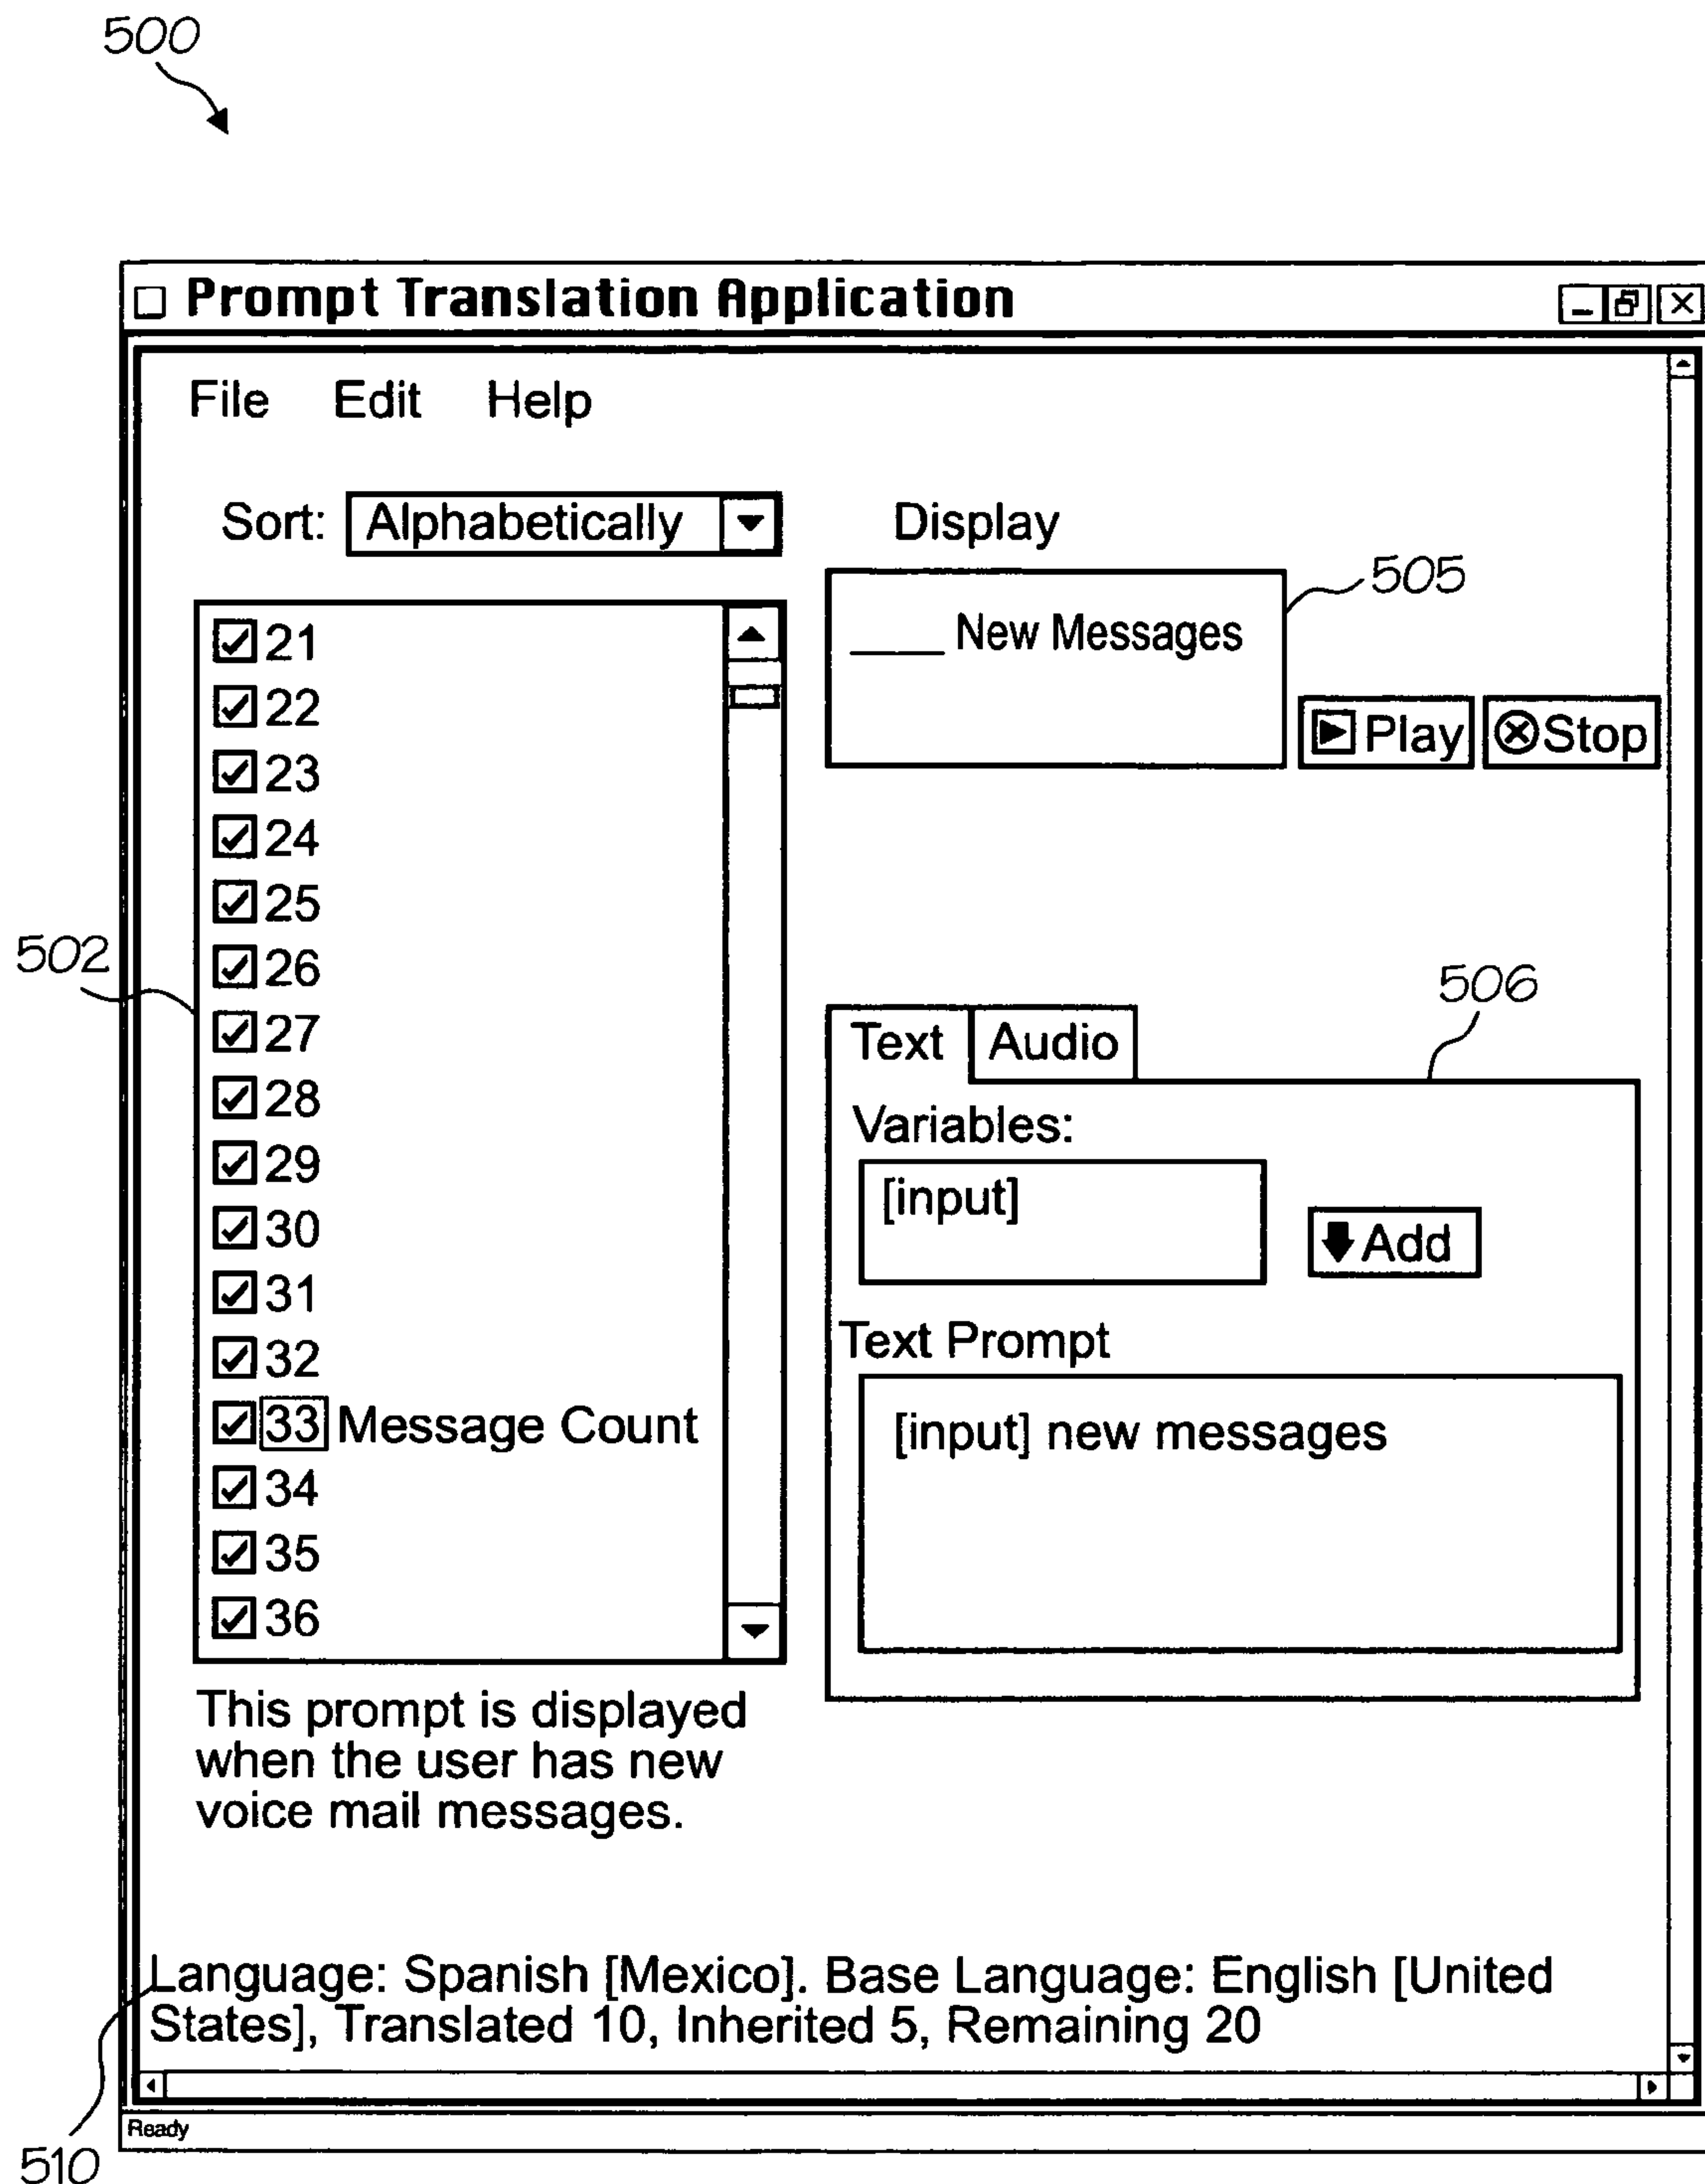 500
Prompt Translation Application
File Edit Help
Sort: Alphabetically
Display
505
_____ New Messages
Play Stop
21
22
23
24
25
26
27
28
29
30
31
32
33 Message Count
34
35
36
502
506
Text Audio
Variables:
[input]
Add
Text Prompt
[input] new messages
This prompt is displayed
when the user has new
voice mail messages.
Language: Spanish [Mexico]. Base Language: English [United
States], Translated 10, Inherited 5, Remaining 20
Ready
510